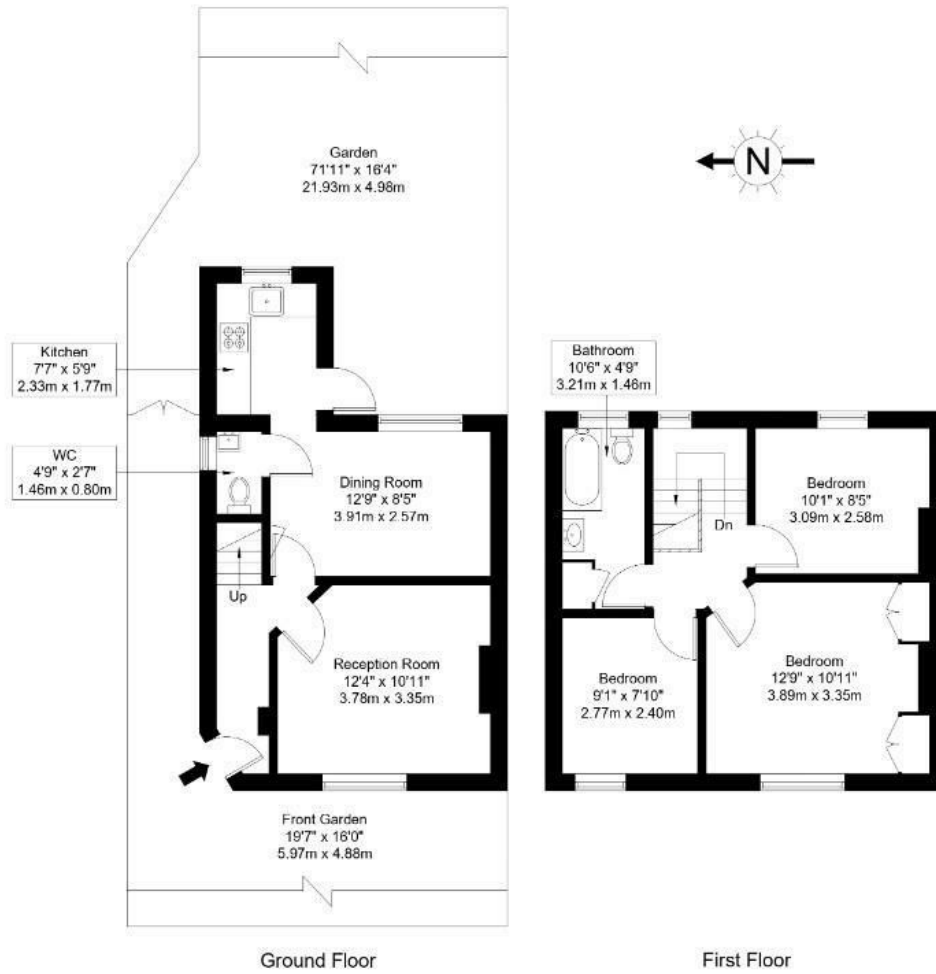 Garden
71'11" x 16'4"
21.93m x 4.98m
N
Kitchen
7'7" x 5'9"
2.33m x 1.77m
WC
4'9" x 2'7"
1.46m x 0.80m
Dining Room
12'9" x 8'5"
3.91m x 2.57m
Up
Reception Room
12'4" x 10'11"
3.78m x 3.35m
Front Garden
19'7" x 16'0"
5.97m x 4.88m
Ground Floor
Bathroom
10'6" x 4'9"
3.21m x 1.46m
Bedroom
10'1" x 8'5"
3.09m x 2.58m
Dn
Bedroom
12'9" x 10'11"
3.89m x 3.35m
Bedroom
9'1" x 7'10"
2.77m x 2.40m
First Floor